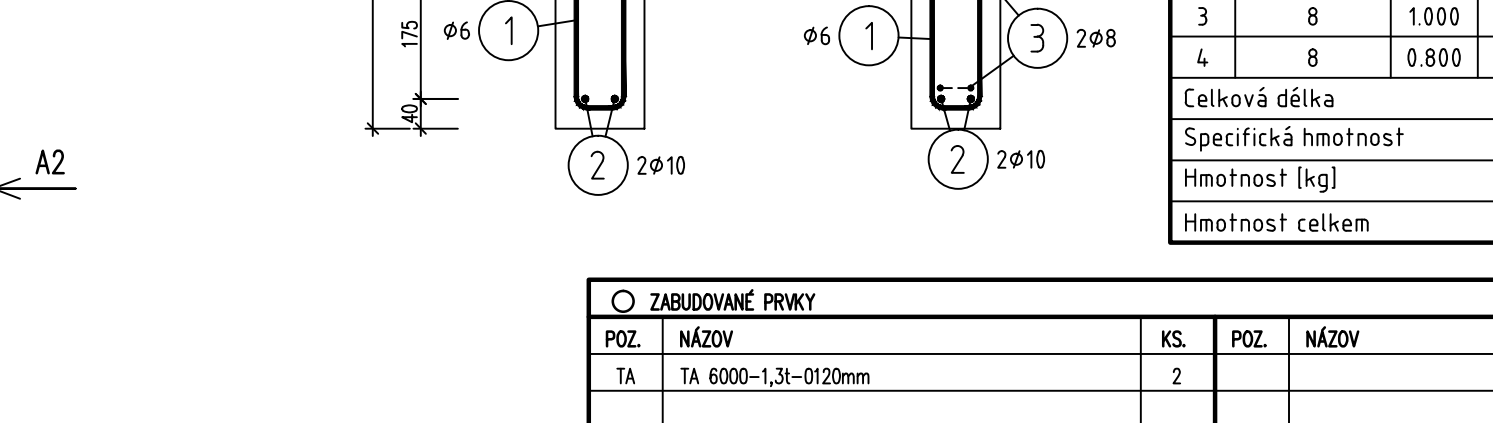 A2
175
40
φ6 1
2 2φ10
φ6 1
3 2φ8
2 2φ10
3 8 1.000
4 8 0.800
Celková délka
Specifická hmotnost
Hmotnost [kg]
Hmotnost celkem
ZABUDOVANÉ PRVKY
POZ. NÁZOV KS. POZ. NÁZOV
TA TA 6000-1,3t-0120mm 2